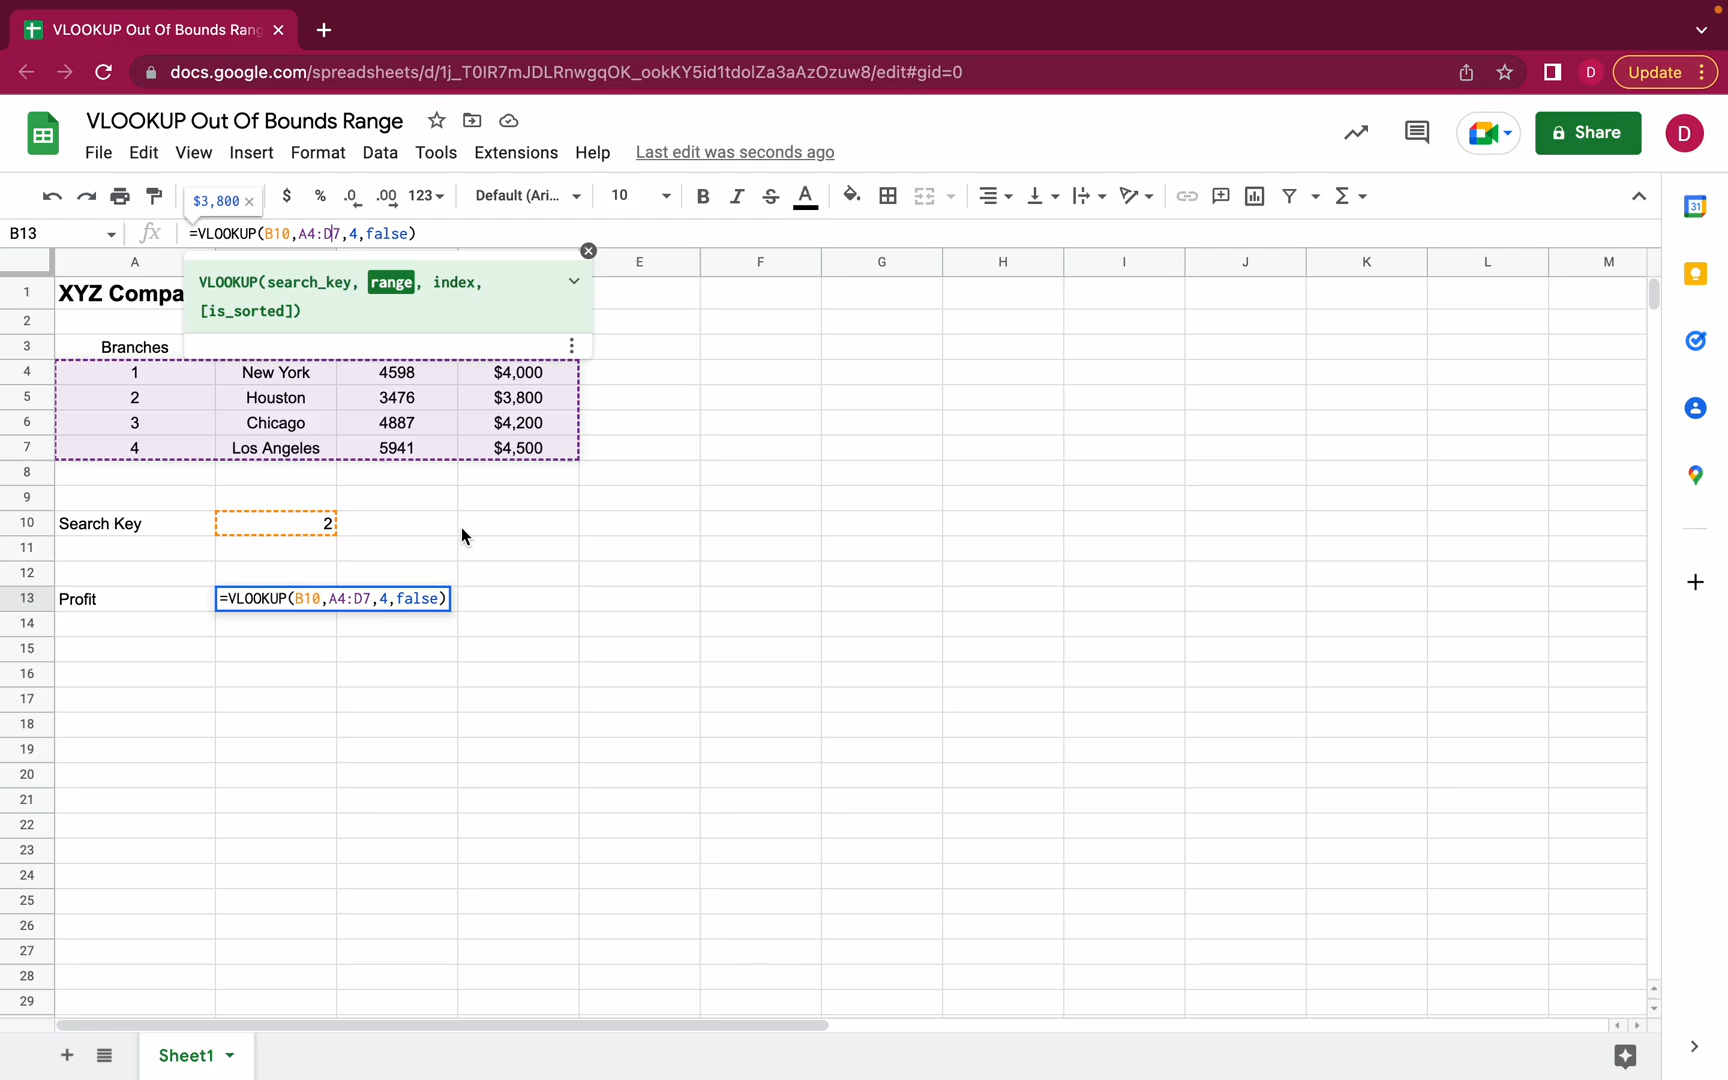 VLOOKUP Out Of Bounds Rang
docs.google.com/spreadsheets/d/1j_T0IR7mJDLRnwgqOK_ookKY5id1tdolZa3aAzOzuw8/edit#gid=0
D
Update
VLOOKUP Out Of Bounds Range
Share
D
File Edit View Insert Format Data Tools Extensions Help Last edit was seconds ago
$3,800 $ % .0 .00 123 Default (Ari... 10 B I S A Σ
31
B13 fx =VLOOKUP(B10,A4:D7,4,false)
A E F G H I J K L M
VLOOKUP(search_key, range, index,
[is_sorted])
1 XYZ Compa
2
3 Branches
4 1 New York 4598 $4,000
5 2 Houston 3476 $3,800
6 3 Chicago 4887 $4,200
7 4 Los Angeles 5941 $4,500
8
9
10 Search Key 2
11
12
13 Profit =VLOOKUP(B10,A4:D7,4,false)
14
15
16
17
18
19
20
21
22
23
24
25
26
27
28
29
Sheet1